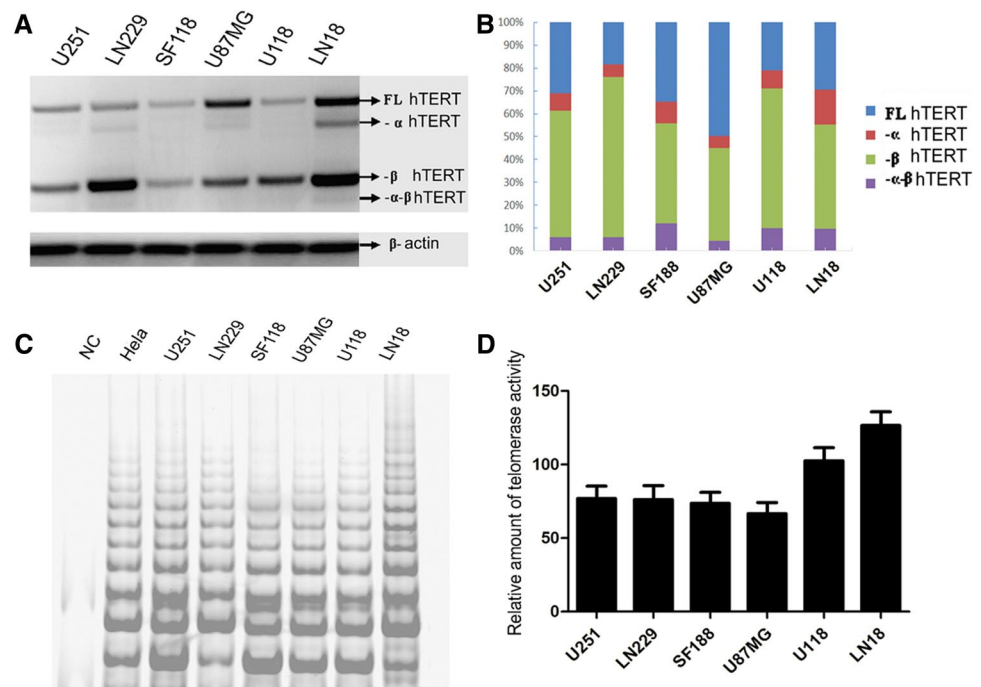 A
U251 LN229 SF118 U87MG U118 LN18
FL hTERT
-α hTERT
-β hTERT
-α-β hTERT
β-actin
B
100%
90%
80%
70%
60%
50%
40%
30%
20%
10%
0%
U251 LN229 SF188 U87MG U118 LN18
FL hTERT
-α hTERT
-β hTERT
-α-β hTERT
C
NC Hela U251 LN229 SF118 U87MG U118 LN18
D
Relative amount of telomerase activity
150
100
50
0
U251 LN229 SF188 U87MG U118 LN18